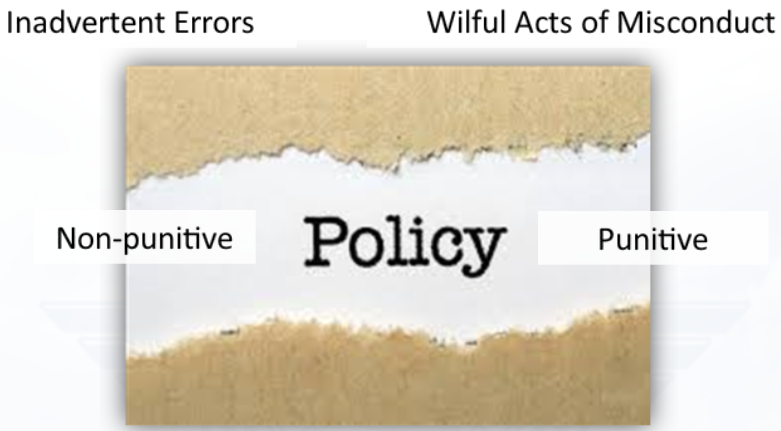 Inadvertent Errors
Wilful Acts of Misconduct
Non-punitive
Policy
Punitive